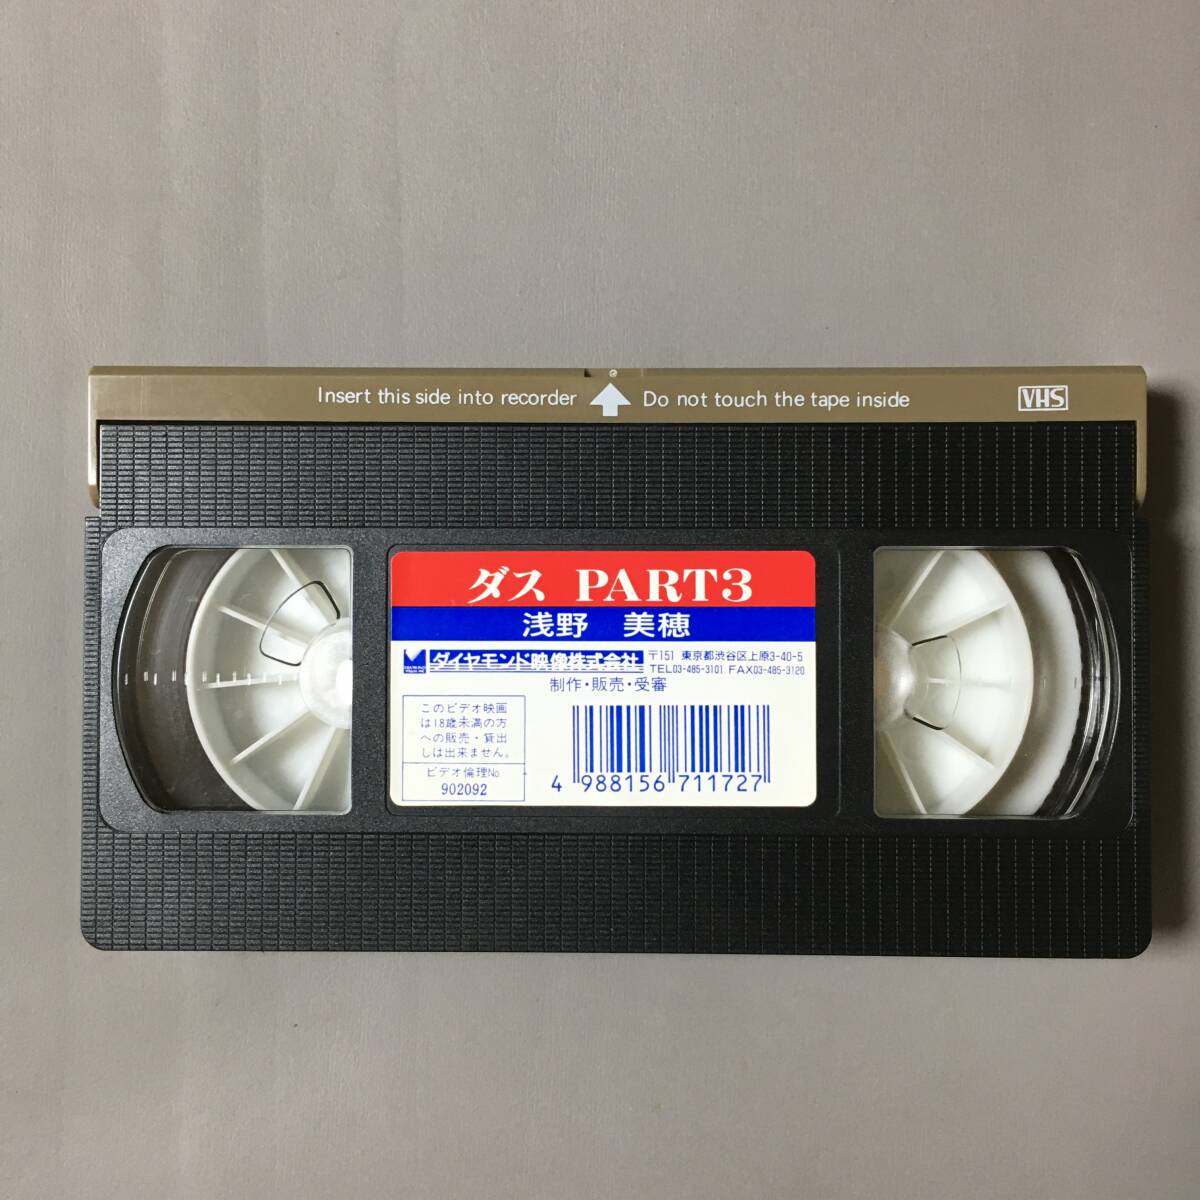 Insert this side into recorder Do not touch the tape inside VHS
ダス PART3
浅野 美穂
ダイヤモンド映像株式会社 〒151 東京都渋谷区上原3-40-5
TEL03-485-3101 FAX03-485-3120
制作・販売・受審
このビデオ映画
は18歳未満の方
への販売・貸出
しは出来ません。
ビデオ倫理No
902092
4 988156 711727